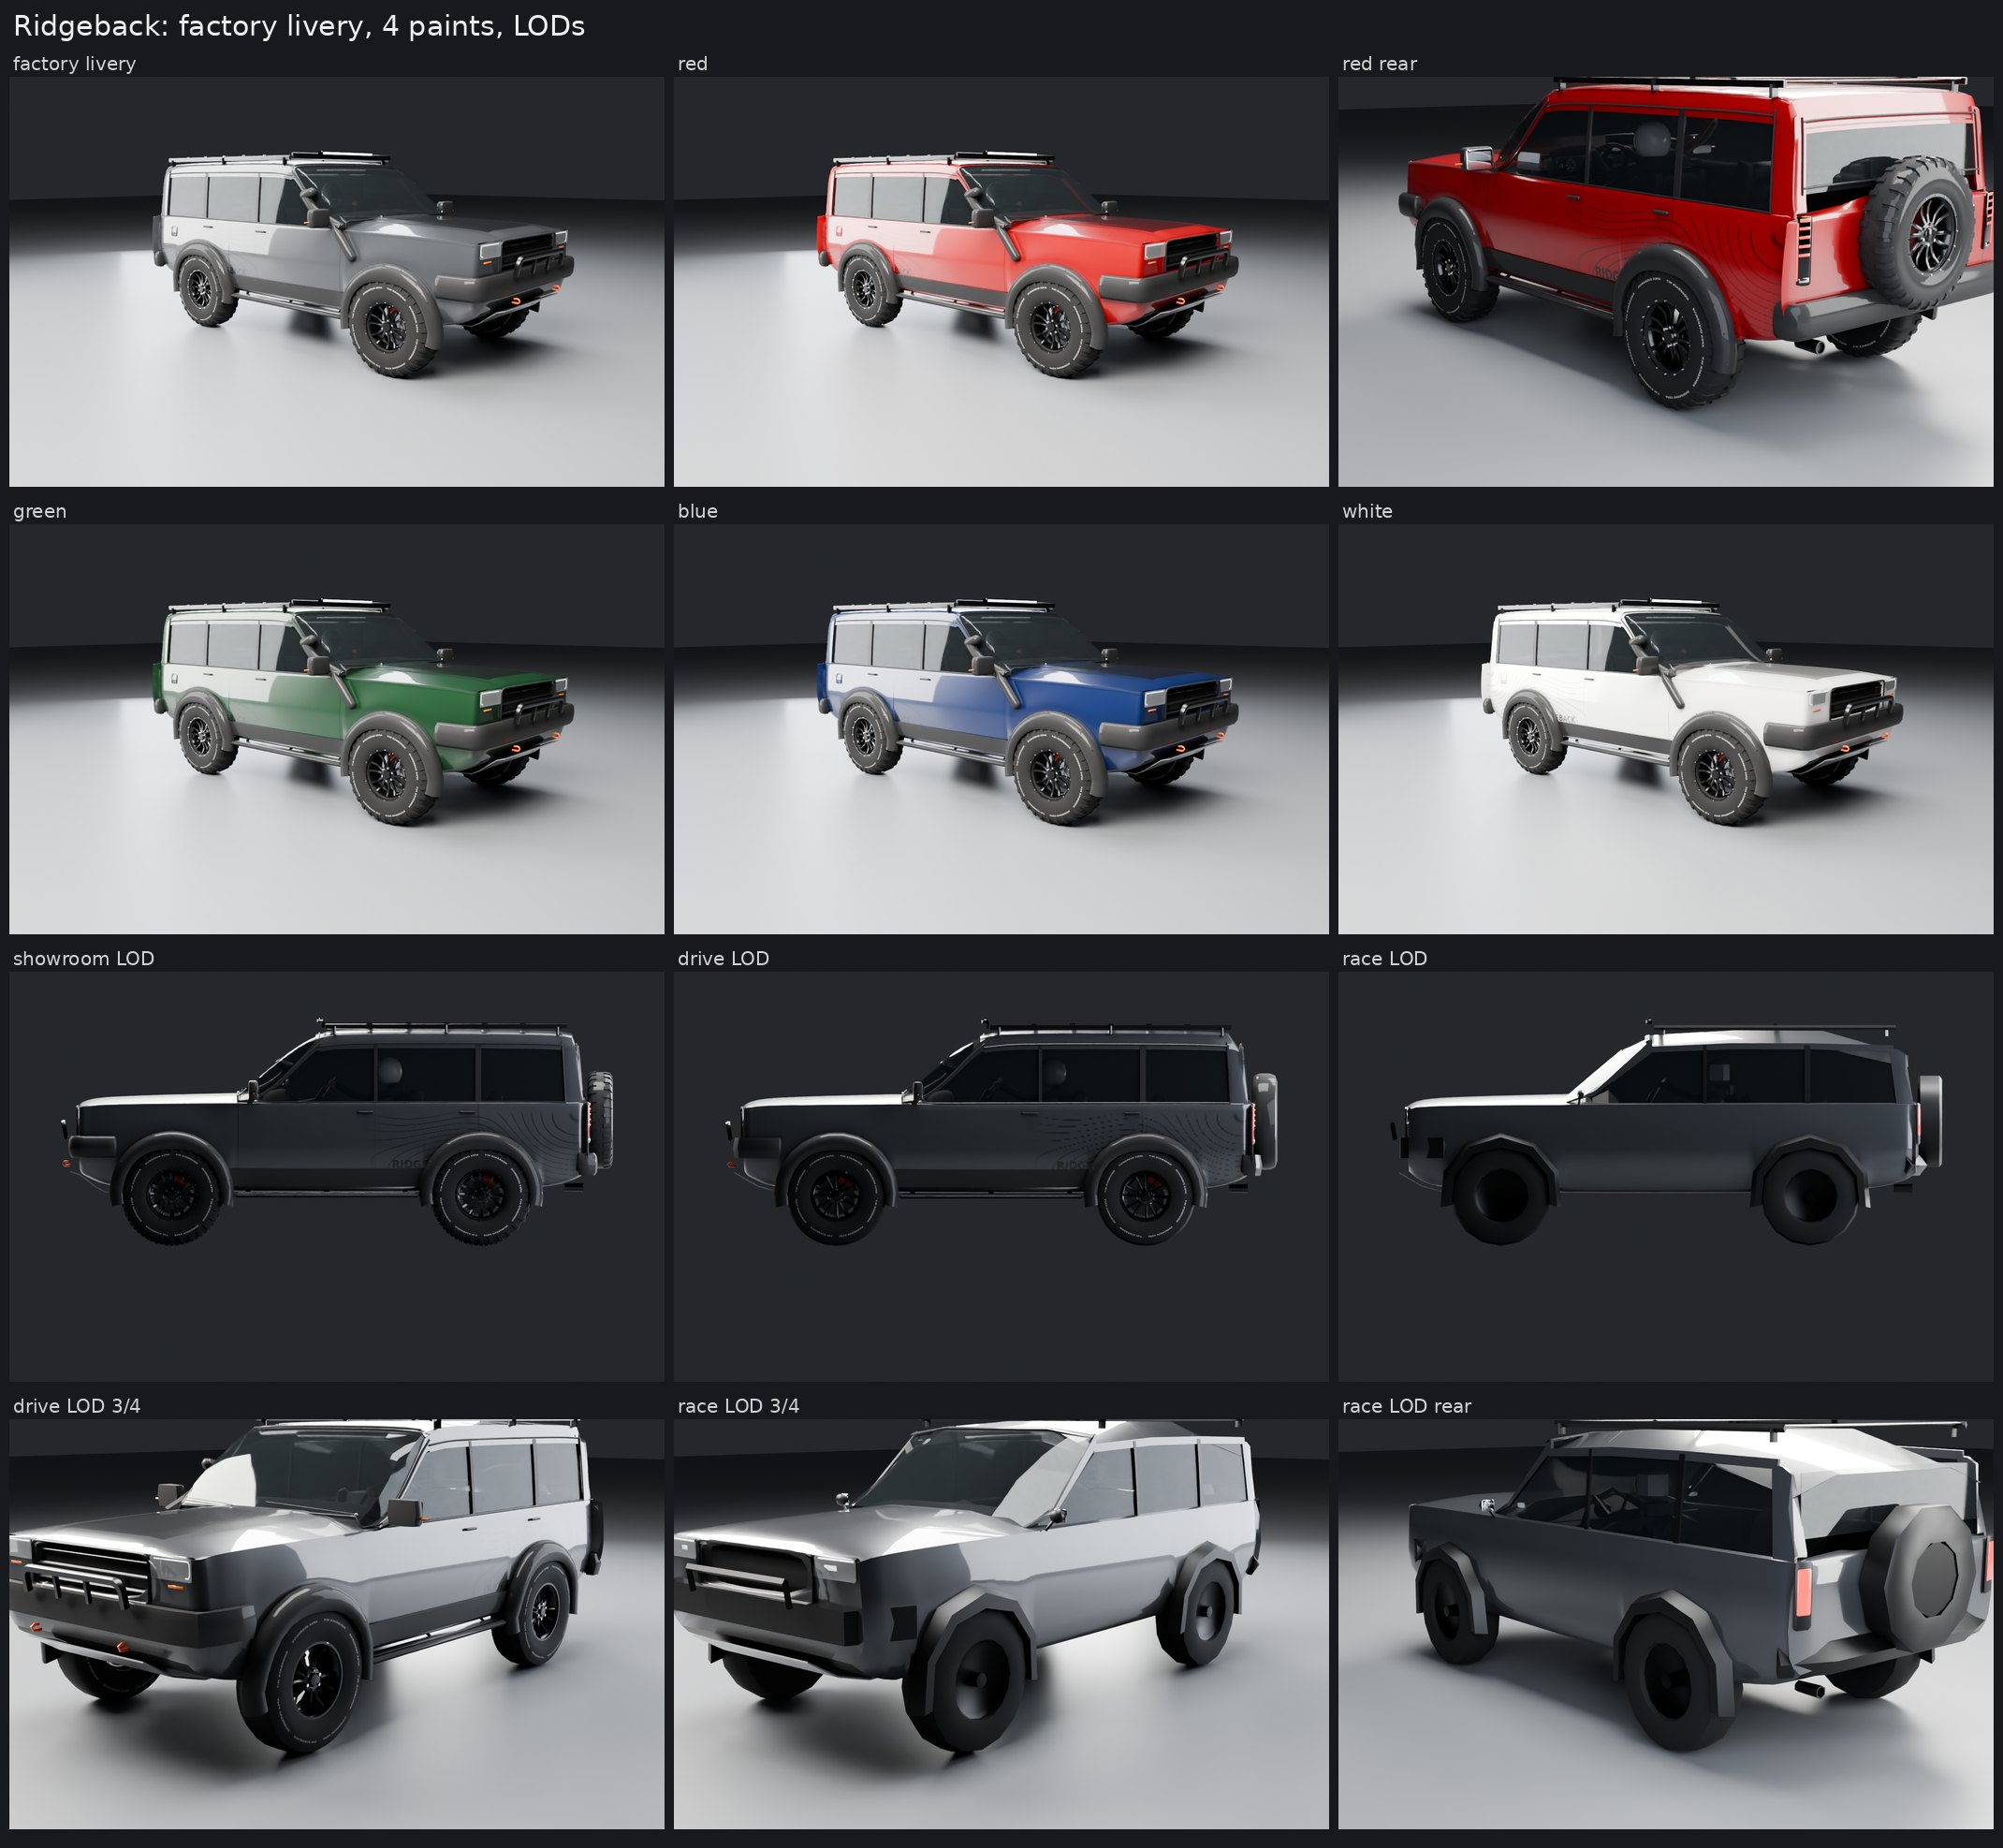 Ridgeback: factory livery, 4 paints, LODs
factory livery
red
red rear
green
blue
white
showroom LOD
drive LOD
race LOD
drive LOD 3/4
race LOD 3/4
race LOD rear